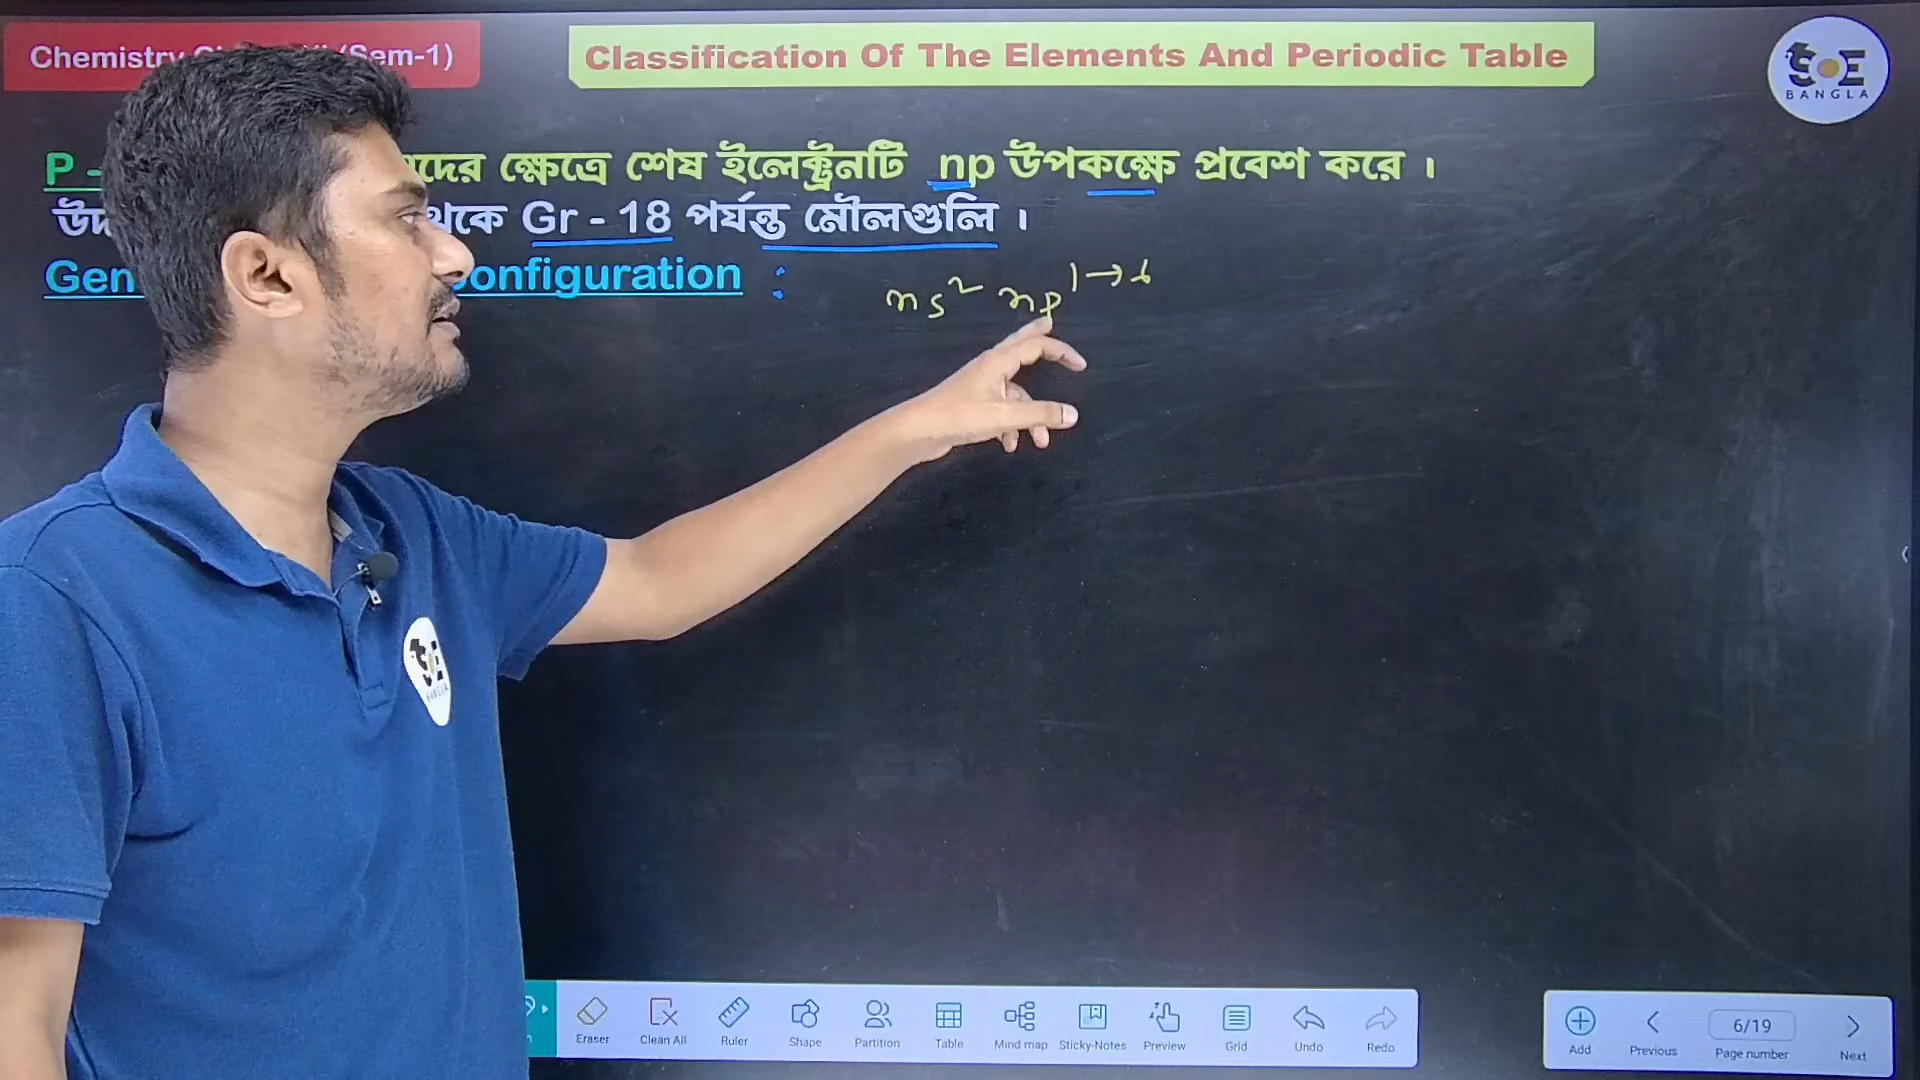 Chemistry (Sem-1)
Classification Of The Elements And Periodic Table
SOE
BANGLA
P - দের ক্ষেত্রে শেষ ইলেক্ট্রনটি np উপকক্ষে প্রবেশ করে ।
থেকে Gr - 18 পর্যন্ত মৌলগুলি ।
Gen onfiguration :
ns² np¹→⁶
BANGLA
Eraser
Clean All
Ruler
Shape
Partition
Table
Mind map
Sticky-Notes
Preview
Grid
Undo
Redo
Add
Previous
6/19
Page number
Next